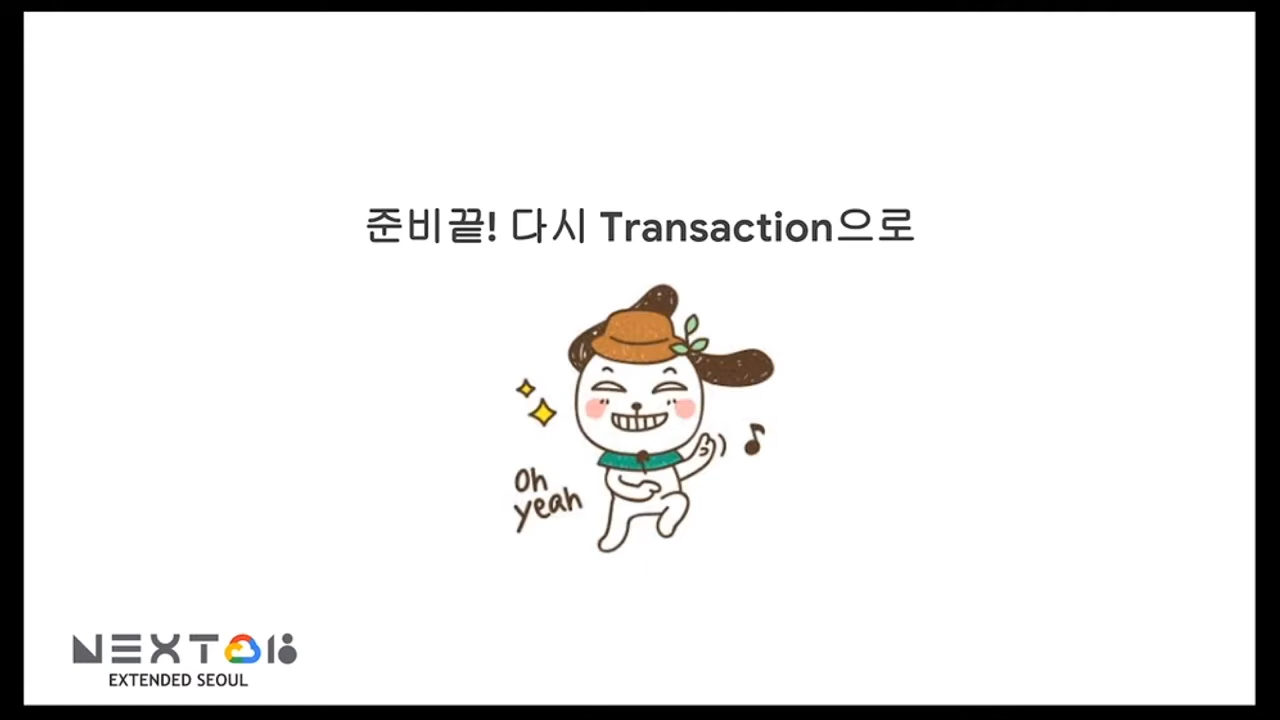 준비끝! 다시 Transaction으로
Oh
yeah
NEXT 18
EXTENDED SEOUL